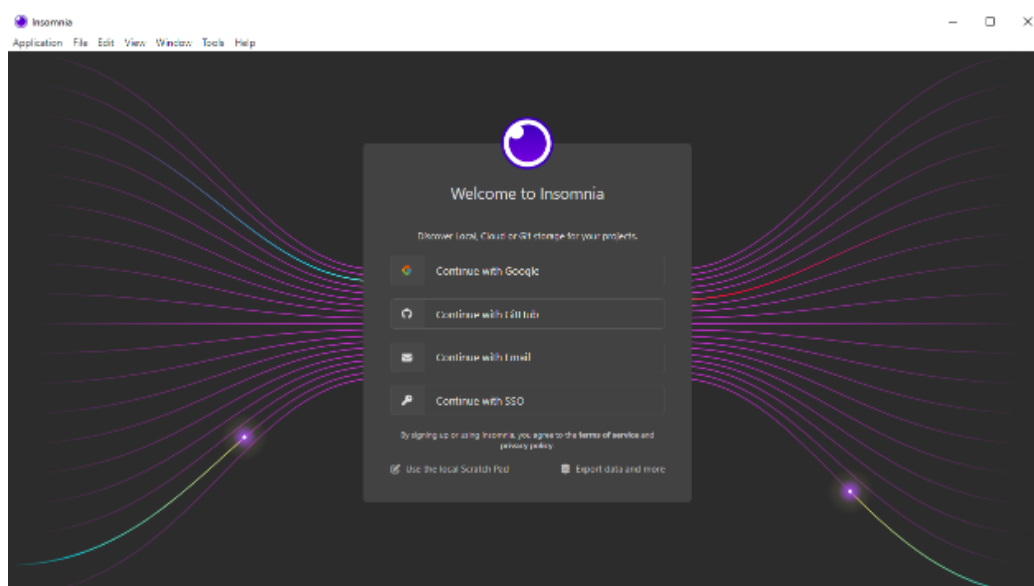 Insomnia
Application File Edit View Window Tools Help
Welcome to Insomnia
Discover Local, Cloud or Git storage for your projects.
Continue with Google
Continue with GitHub
Continue with Email
Continue with SSO
By signing up or using Insomnia, you agree to the terms of service and
privacy policy
Use the local Scratch Pad Export data and more